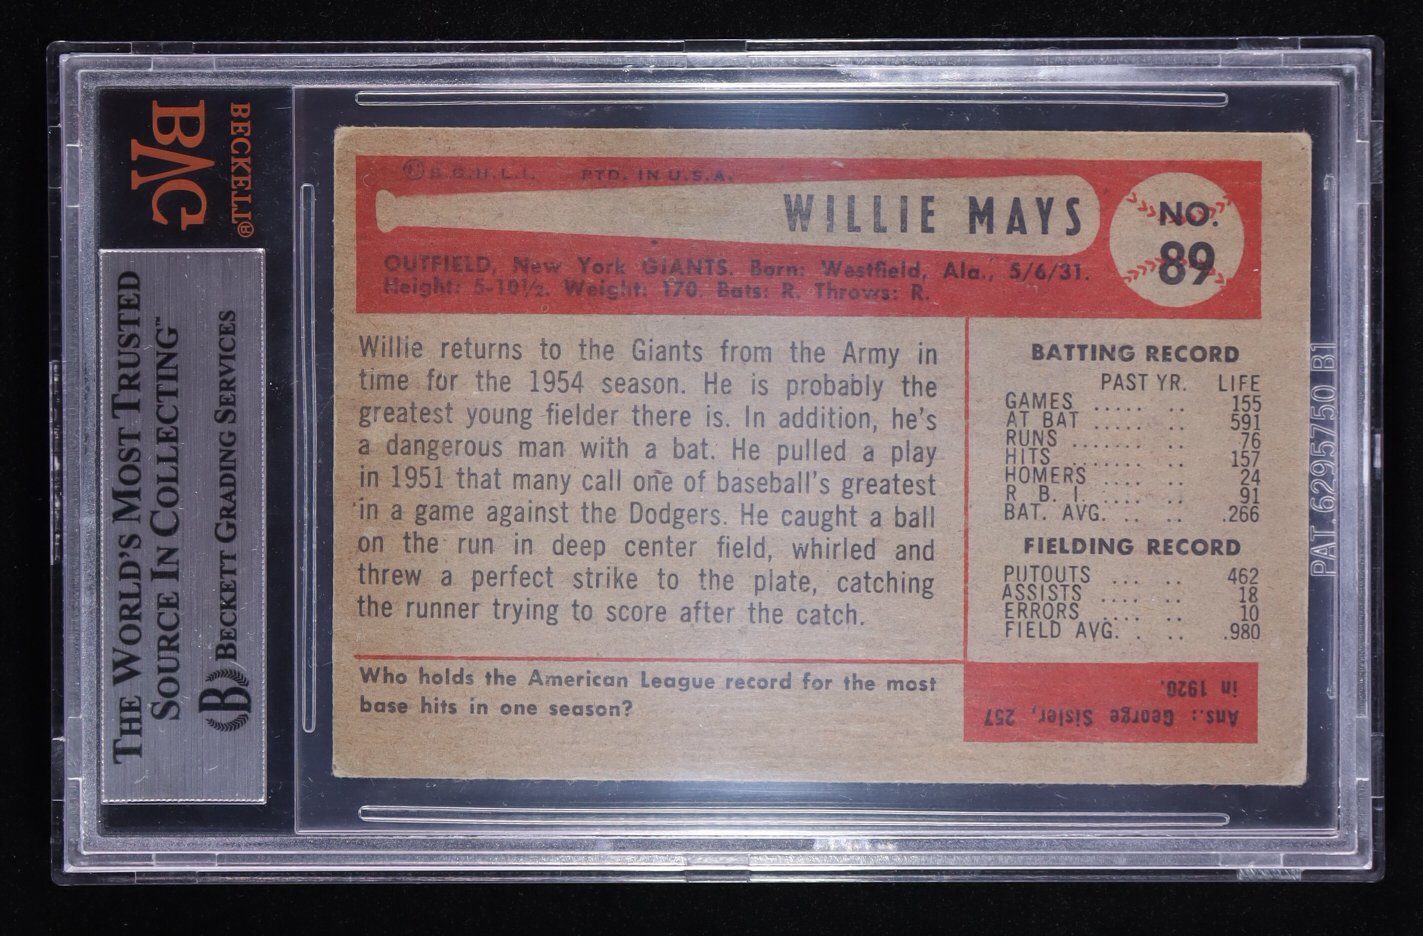 BECKETT®
BVG
THE WORLD'S MOST TRUSTED
SOURCE IN COLLECTING™
B BECKETT GRADING SERVICES
© B.G.H.L.I. PTD. IN U.S.A.
WILLIE MAYS
NO.
89
OUTFIELD, New York GIANTS. Born: Westfield, Ala., 5/6/31.
Height: 5-10½. Weight: 170. Bats: R. Throws: R.
Willie returns to the Giants from the Army in
time for the 1954 season. He is probably the
greatest young fielder there is. In addition, he's
a dangerous man with a bat. He pulled a play
in 1951 that many call one of baseball's greatest
in a game against the Dodgers. He caught a ball
on the run in deep center field, whirled and
threw a perfect strike to the plate, catching
the runner trying to score after the catch.
Who holds the American League record for the most
base hits in one season?
BATTING RECORD
PAST YR. LIFE
GAMES ..... .. 155
AT BAT ..... .. 591
RUNS ....... .. 76
HITS ....... .. 157
HOMERS ..... .. 24
R B I ..... .. 91
BAT. AVG. .. .. .266
FIELDING RECORD
PUTOUTS ... .. 462
ASSISTS .... .. 18
ERRORS .... .. 10
FIELD AVG. . .. .980
Ans.: George Sisler, 257
in 1920.
PAT. 6295750 B1